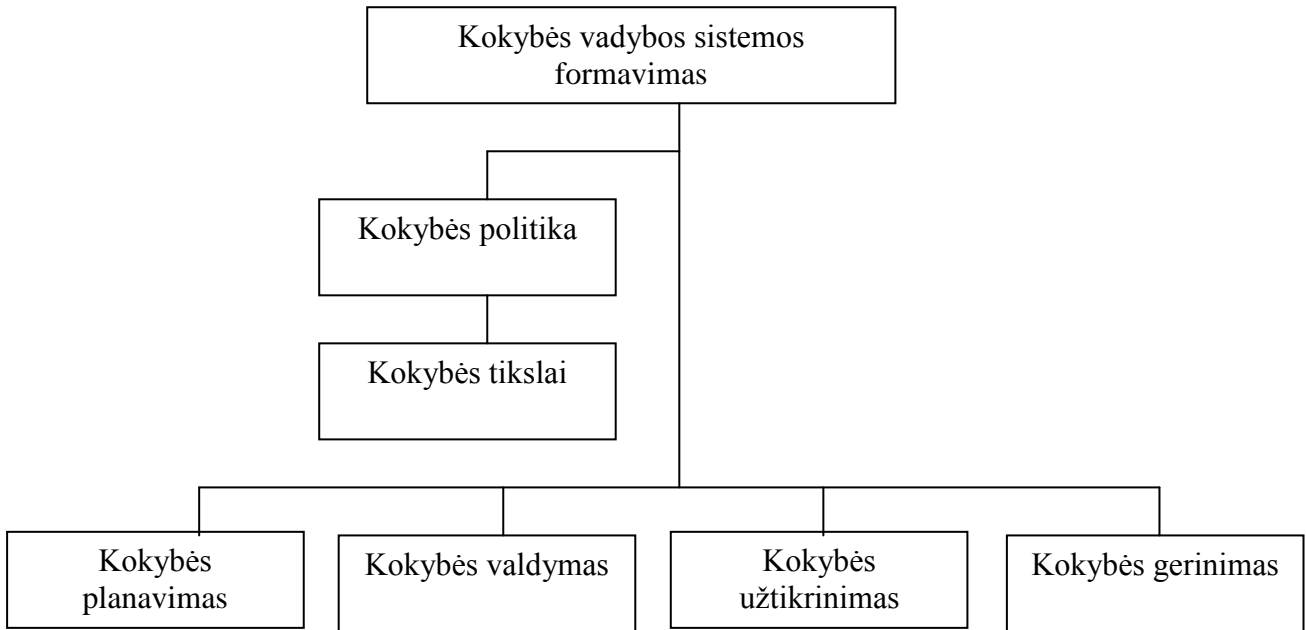 Kokybės vadybos sistemos
formavimas
Kokybės politika
Kokybės tikslai
Kokybės
planavimas
Kokybės valdymas
Kokybės
užtikrinimas
Kokybės gerinimas